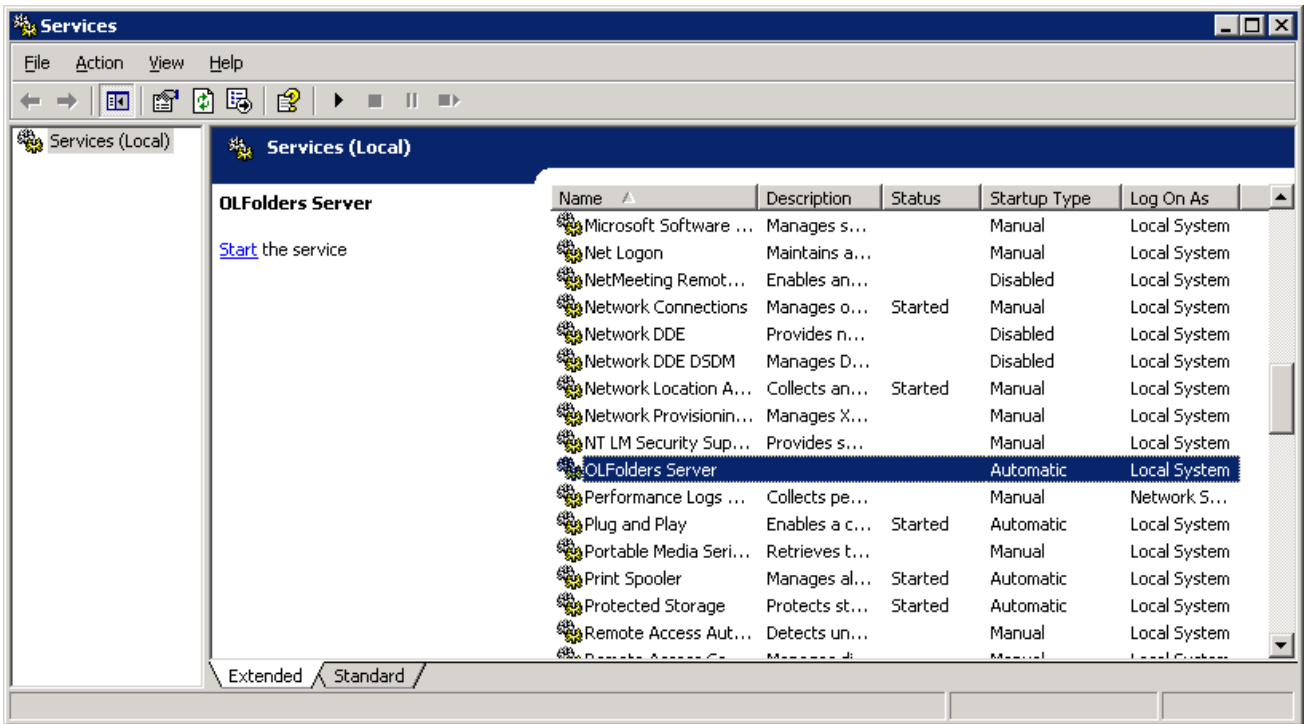 Services
File Action View Help
Services (Local)
Services (Local)
OLFolders Server
Start the service
Name Description Status Startup Type Log On As
Microsoft Software ... Manages s... Manual Local System
Net Logon Maintains a... Manual Local System
NetMeeting Remot... Enables an... Disabled Local System
Network Connections Manages o... Started Manual Local System
Network DDE Provides n... Disabled Local System
Network DDE DSDM Manages D... Disabled Local System
Network Location A... Collects an... Started Manual Local System
Network Provisionin... Manages X... Manual Local System
NT LM Security Sup... Provides s... Manual Local System
OLFolders Server Automatic Local System
Performance Logs ... Collects pe... Manual Network S...
Plug and Play Enables a c... Started Automatic Local System
Portable Media Seri... Retrieves t... Manual Local System
Print Spooler Manages al... Started Automatic Local System
Protected Storage Protects st... Started Automatic Local System
Remote Access Aut... Detects un... Manual Local System
Extended Standard